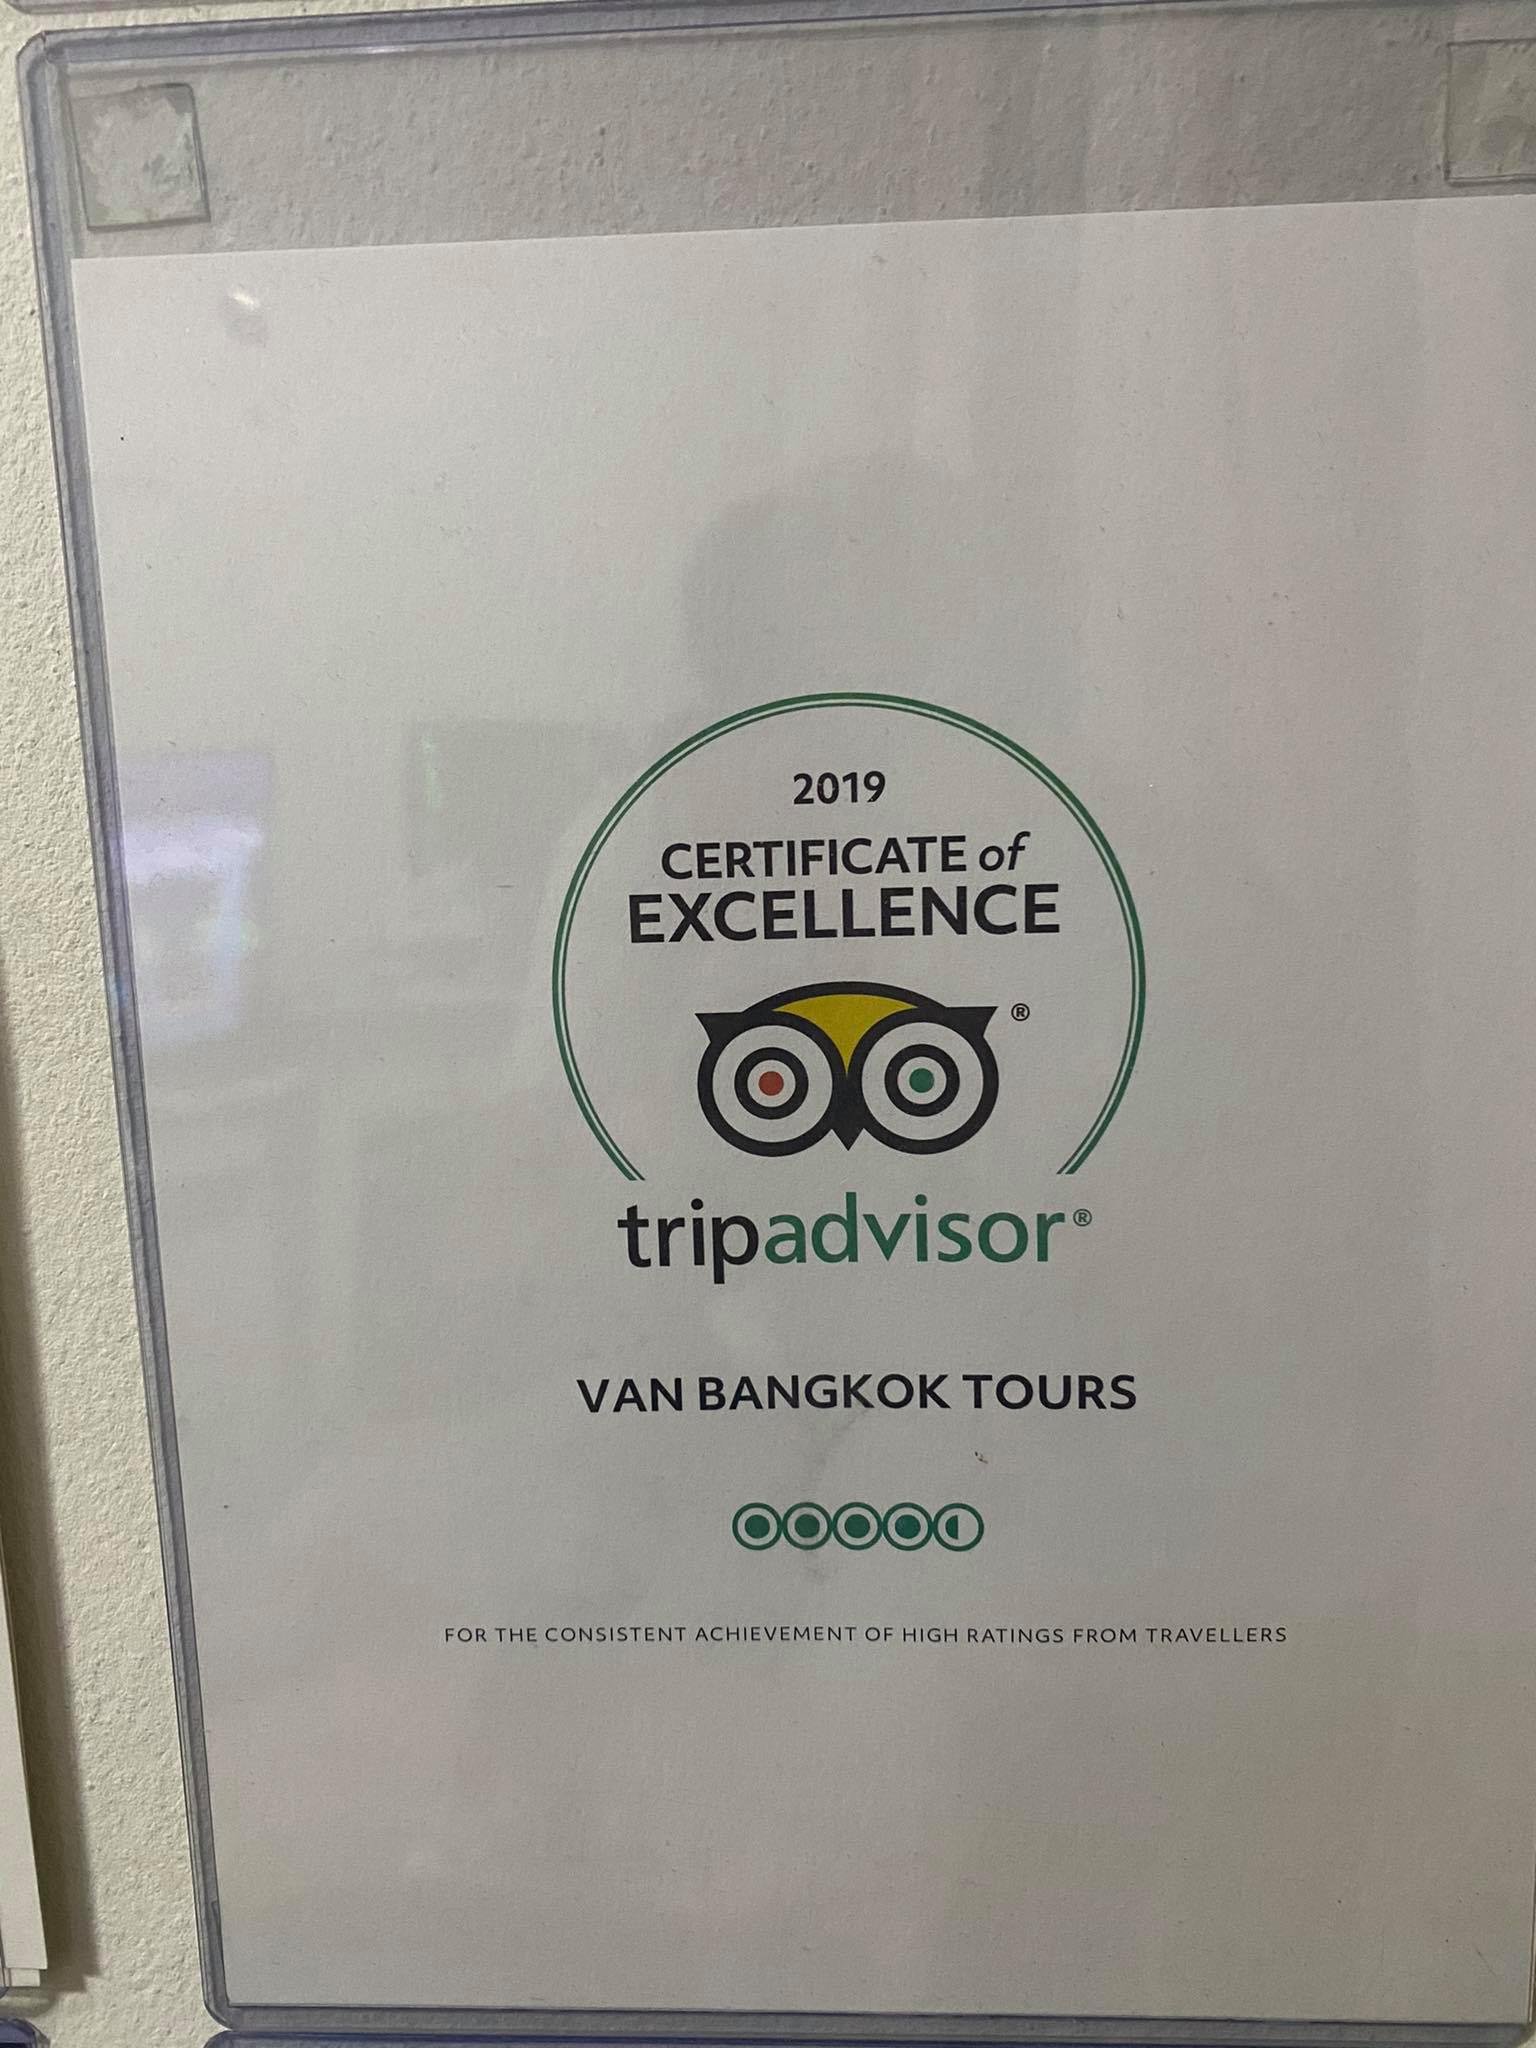 2019
CERTIFICATE of
EXCELLENCE
®
tripadvisor®
VAN BANGKOK TOURS
FOR THE CONSISTENT ACHIEVEMENT OF HIGH RATINGS FROM TRAVELLERS